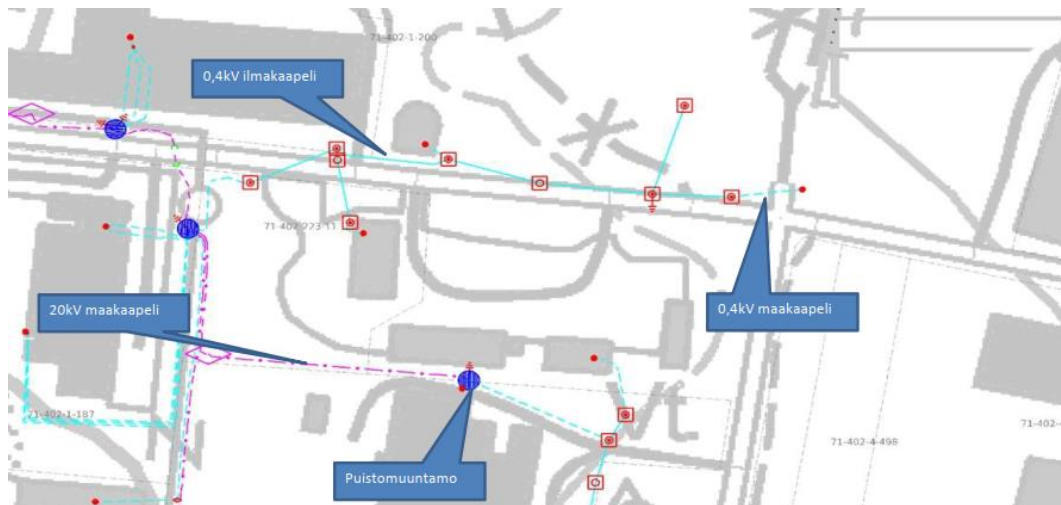 71-402-1-200
0,4kV ilmakaapeli
71-402-223-11
20kV maakaapeli
0,4kV maakaapeli
71-402-1-187
71-402-4-498
71-402-
Puistomuuntamo